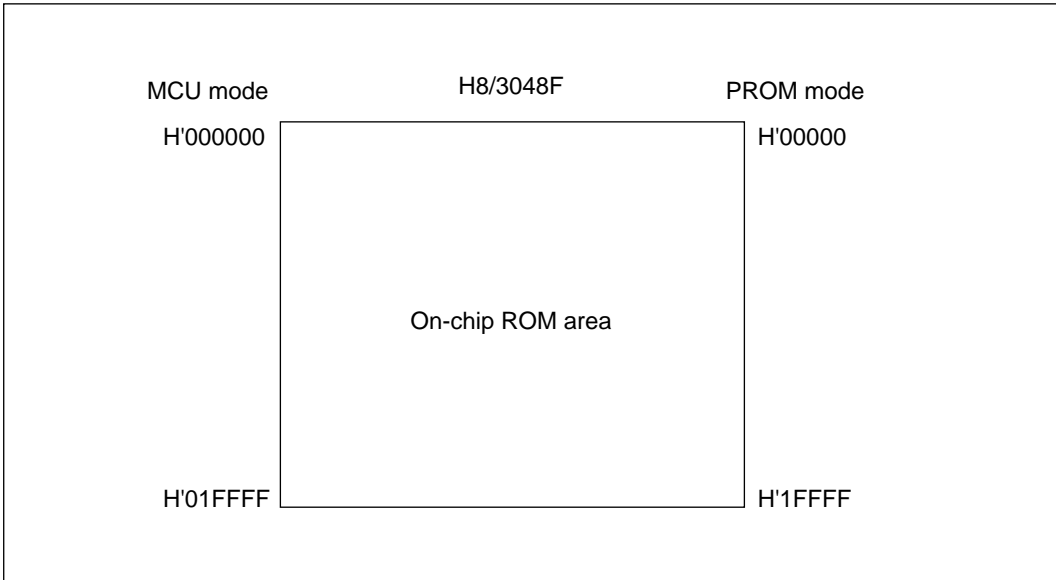 H8/3048F
MCU mode
PROM mode
H'000000
H'00000
On-chip ROM area
H'01FFFF
H'1FFFF